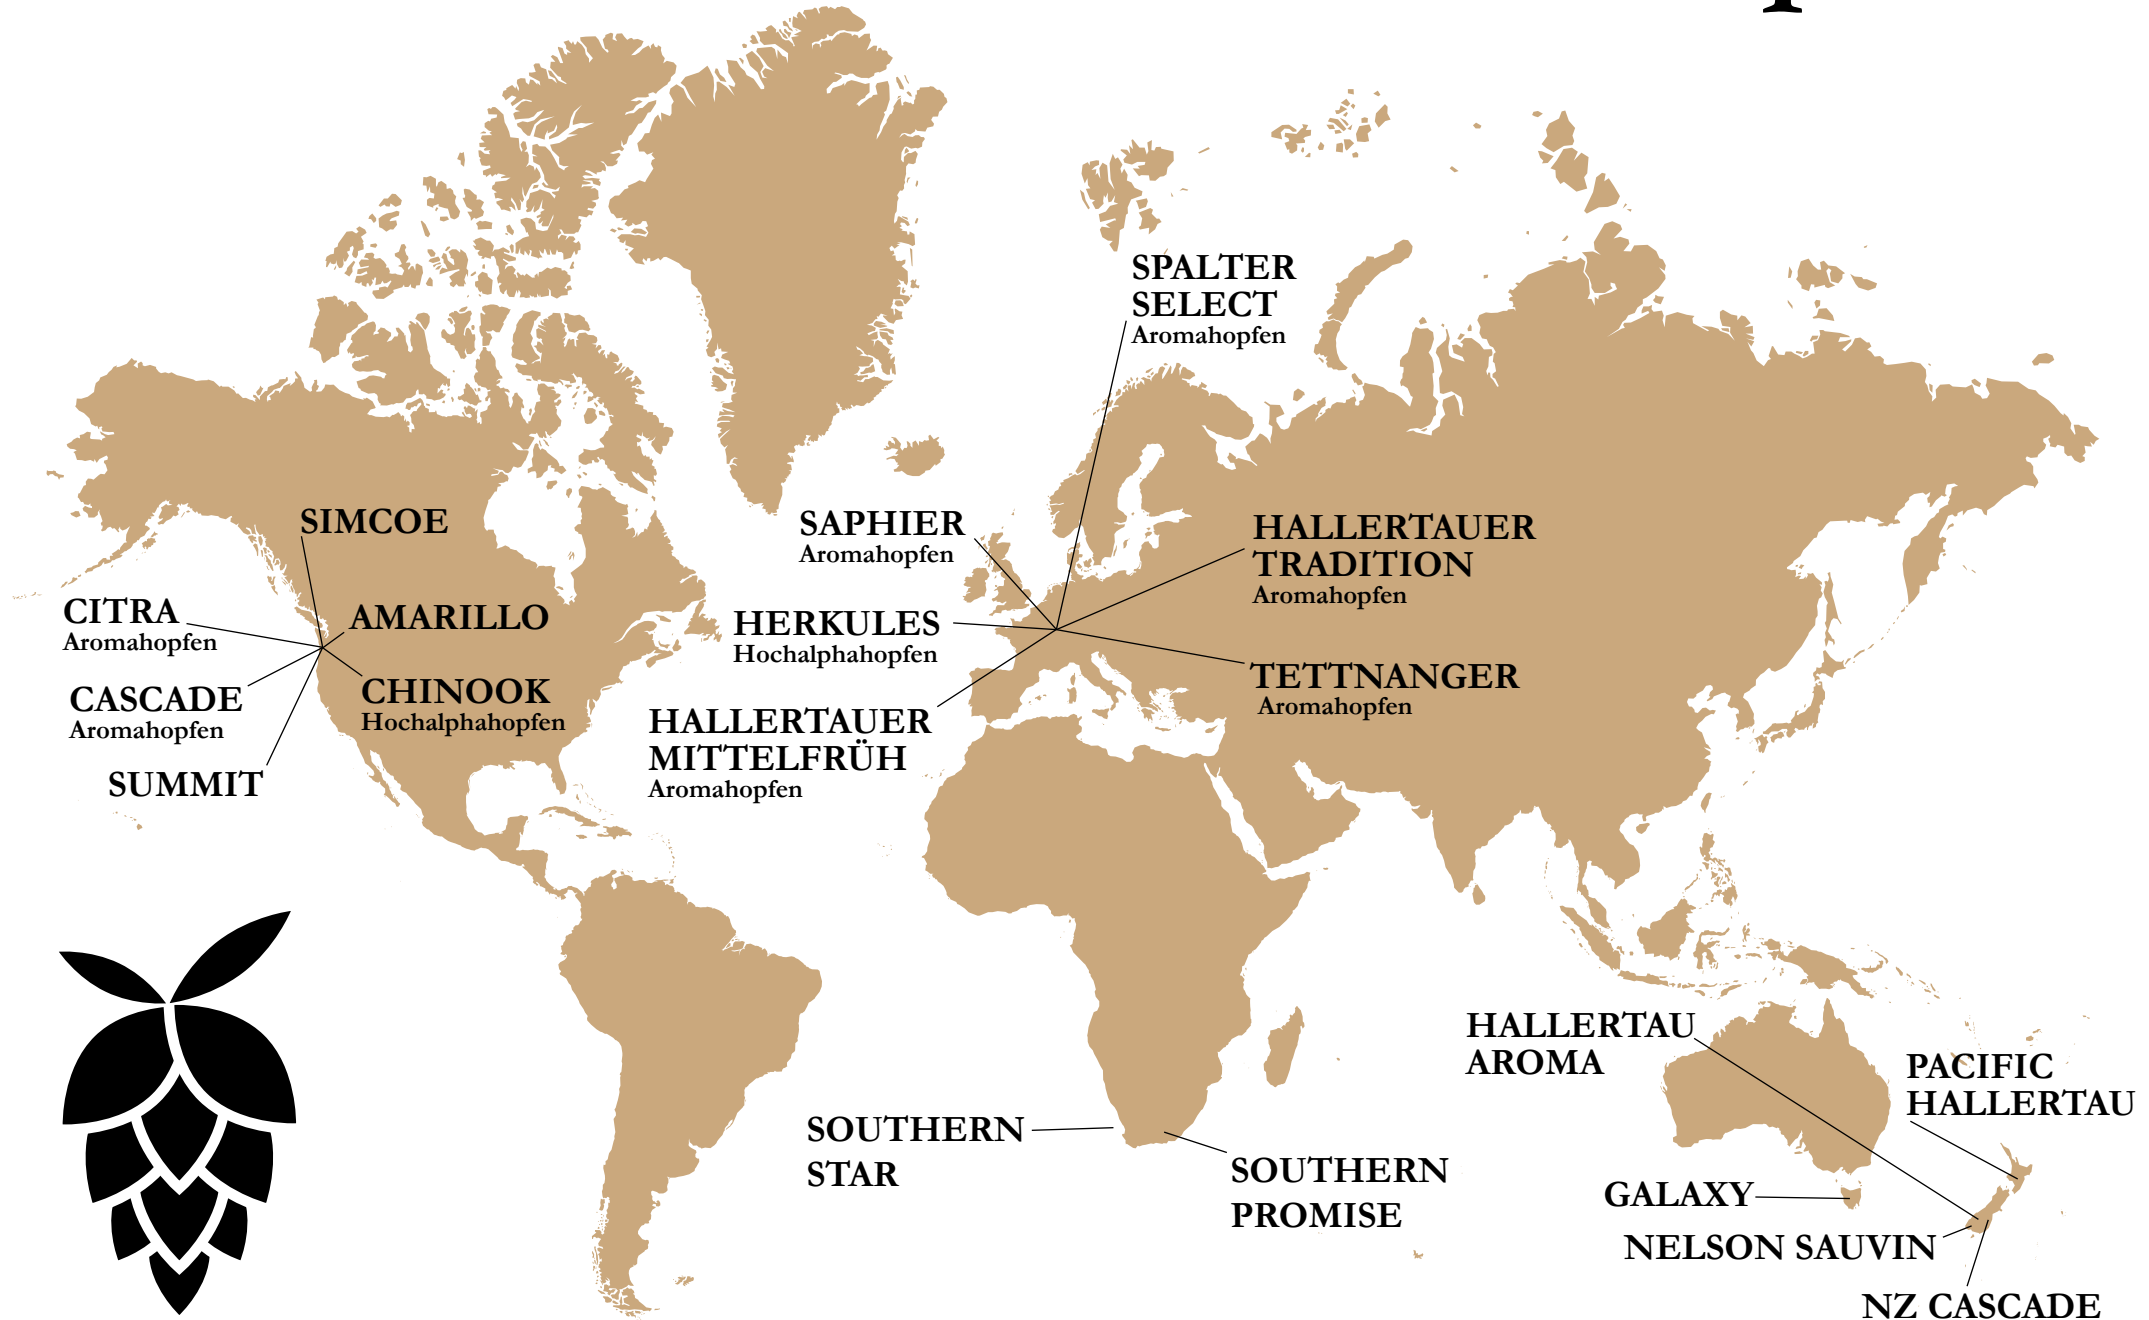 SPALTER
SELECT
Aromahopfen
SIMCOE
SAPHIER
Aromahopfen
HALLERTAUER
TRADITION
Aromahopfen
CITRA
Aromahopfen
AMARILLO
HERKULES
Hochalphahopfen
CASCADE
Aromahopfen
CHINOOK
Hochalphahopfen
TETTNANGER
Aromahopfen
HALLERTAUER
MITTELFRÜH
Aromahopfen
SUMMIT
HALLERTAU
AROMA
PACIFIC
HALLERTAU
SOUTHERN
STAR
SOUTHERN
PROMISE
GALAXY
NELSON SAUVIN
NZ CASCADE